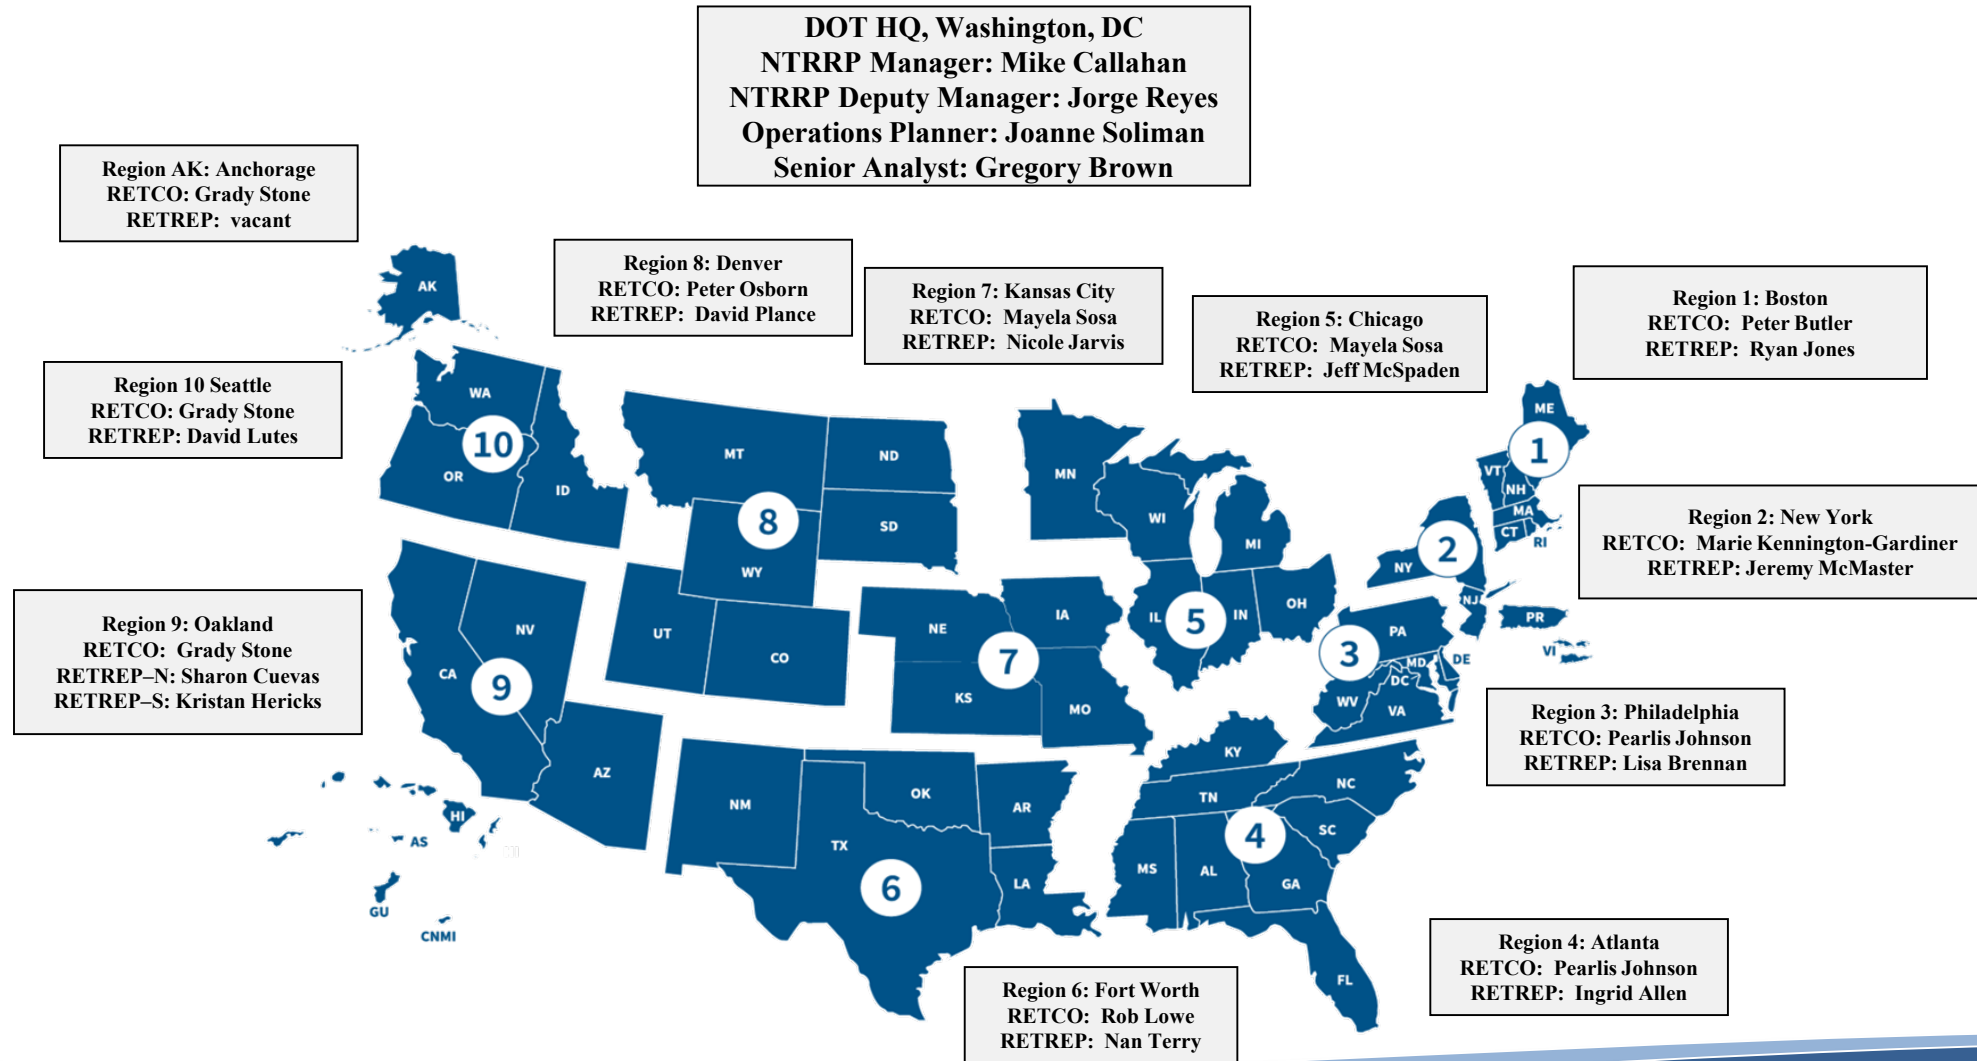 DOT HQ, Washington, DC
NTRRP Manager: Mike Callahan
NTRRP Deputy Manager: Jorge Reyes
Operations Planner: Joanne Soliman
Senior Analyst: Gregory Brown
Region AK: Anchorage
RETCO: Grady Stone
RETREP: vacant
Region 8: Denver
RETCO: Peter Osborn
RETREP: David Plance
Region 7: Kansas City
RETCO: Mayela Sosa
RETREP: Nicole Jarvis
Region 5: Chicago
RETCO: Mayela Sosa
RETREP: Jeff McSpaden
Region 1: Boston
RETCO: Peter Butler
RETREP: Ryan Jones
Region 10 Seattle
RETCO: Grady Stone
RETREP: David Lutes
Region 2: New York
RETCO: Marie Kennington-Gardiner
RETREP: Jeremy McMaster
Region 9: Oakland
RETCO: Grady Stone
RETREP–N: Sharon Cuevas
RETREP–S: Kristan Hericks
Region 3: Philadelphia
RETCO: Pearlis Johnson
RETREP: Lisa Brennan
Region 4: Atlanta
RETCO: Pearlis Johnson
RETREP: Ingrid Allen
Region 6: Fort Worth
RETCO: Rob Lowe
RETREP: Nan Terry
AK
WA
10
OR
ID
MT
ND
8
SD
WY
UT
CO
MN
WI
MI
IL
5
IN
OH
ME
1
VT
NH
MA
CT
RI
2
NY
NJ
PR
VI
PA
3
MD
DE
DC
WV
VA
NE
IA
7
KS
MO
NV
CA
9
AZ
HI
AS
GU
CNMI
NM
OK
AR
TX
6
LA
KY
TN
NC
4
SC
MS
AL
GA
FL